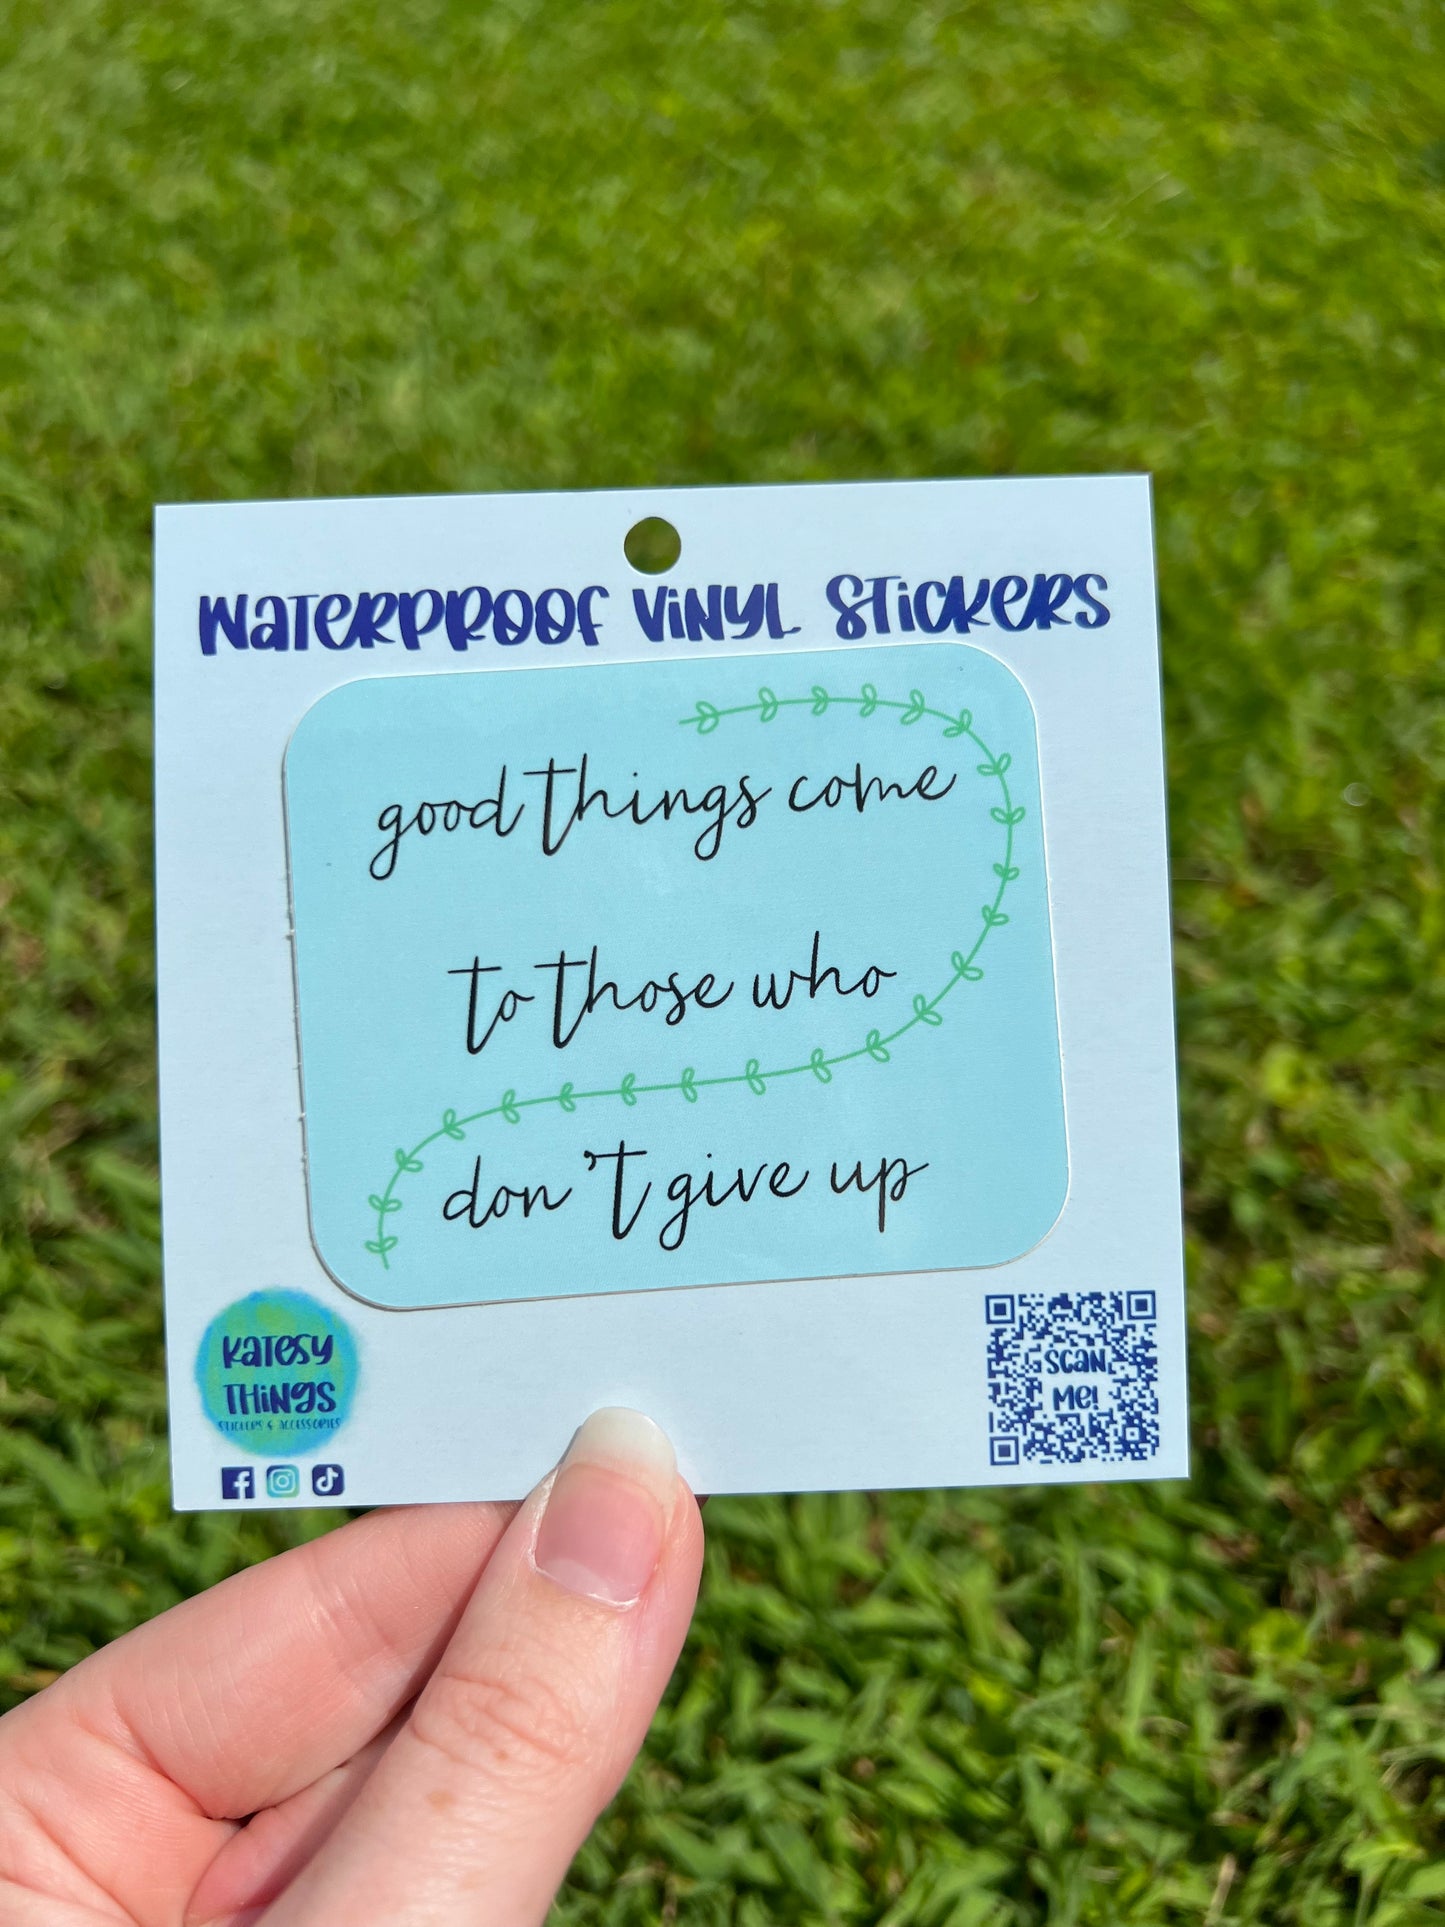 WATERPROOF VINYL STICKERS
good things come
to those who
don't give up
KATESY
THINGS
STICKERS & ACCESSORIES
SCAN
ME!